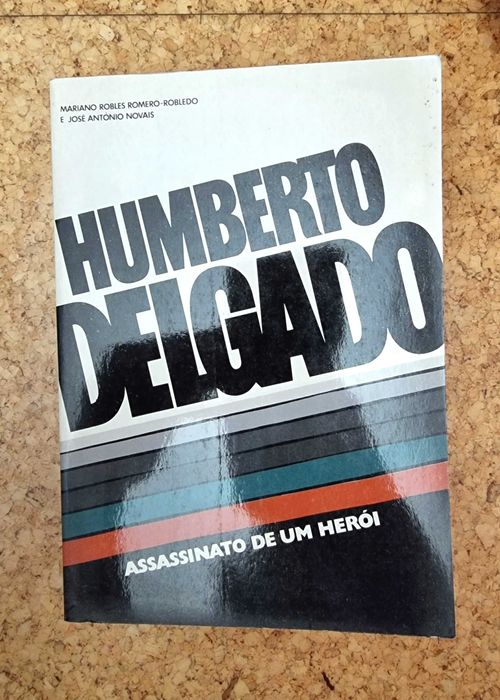 MARIANO ROBLES ROMERO-ROBLEDO
E JOSÉ ANTÓNIO NOVAIS
HUMBERTO
DELGADO
ASSASSINATO DE UM HERÓI